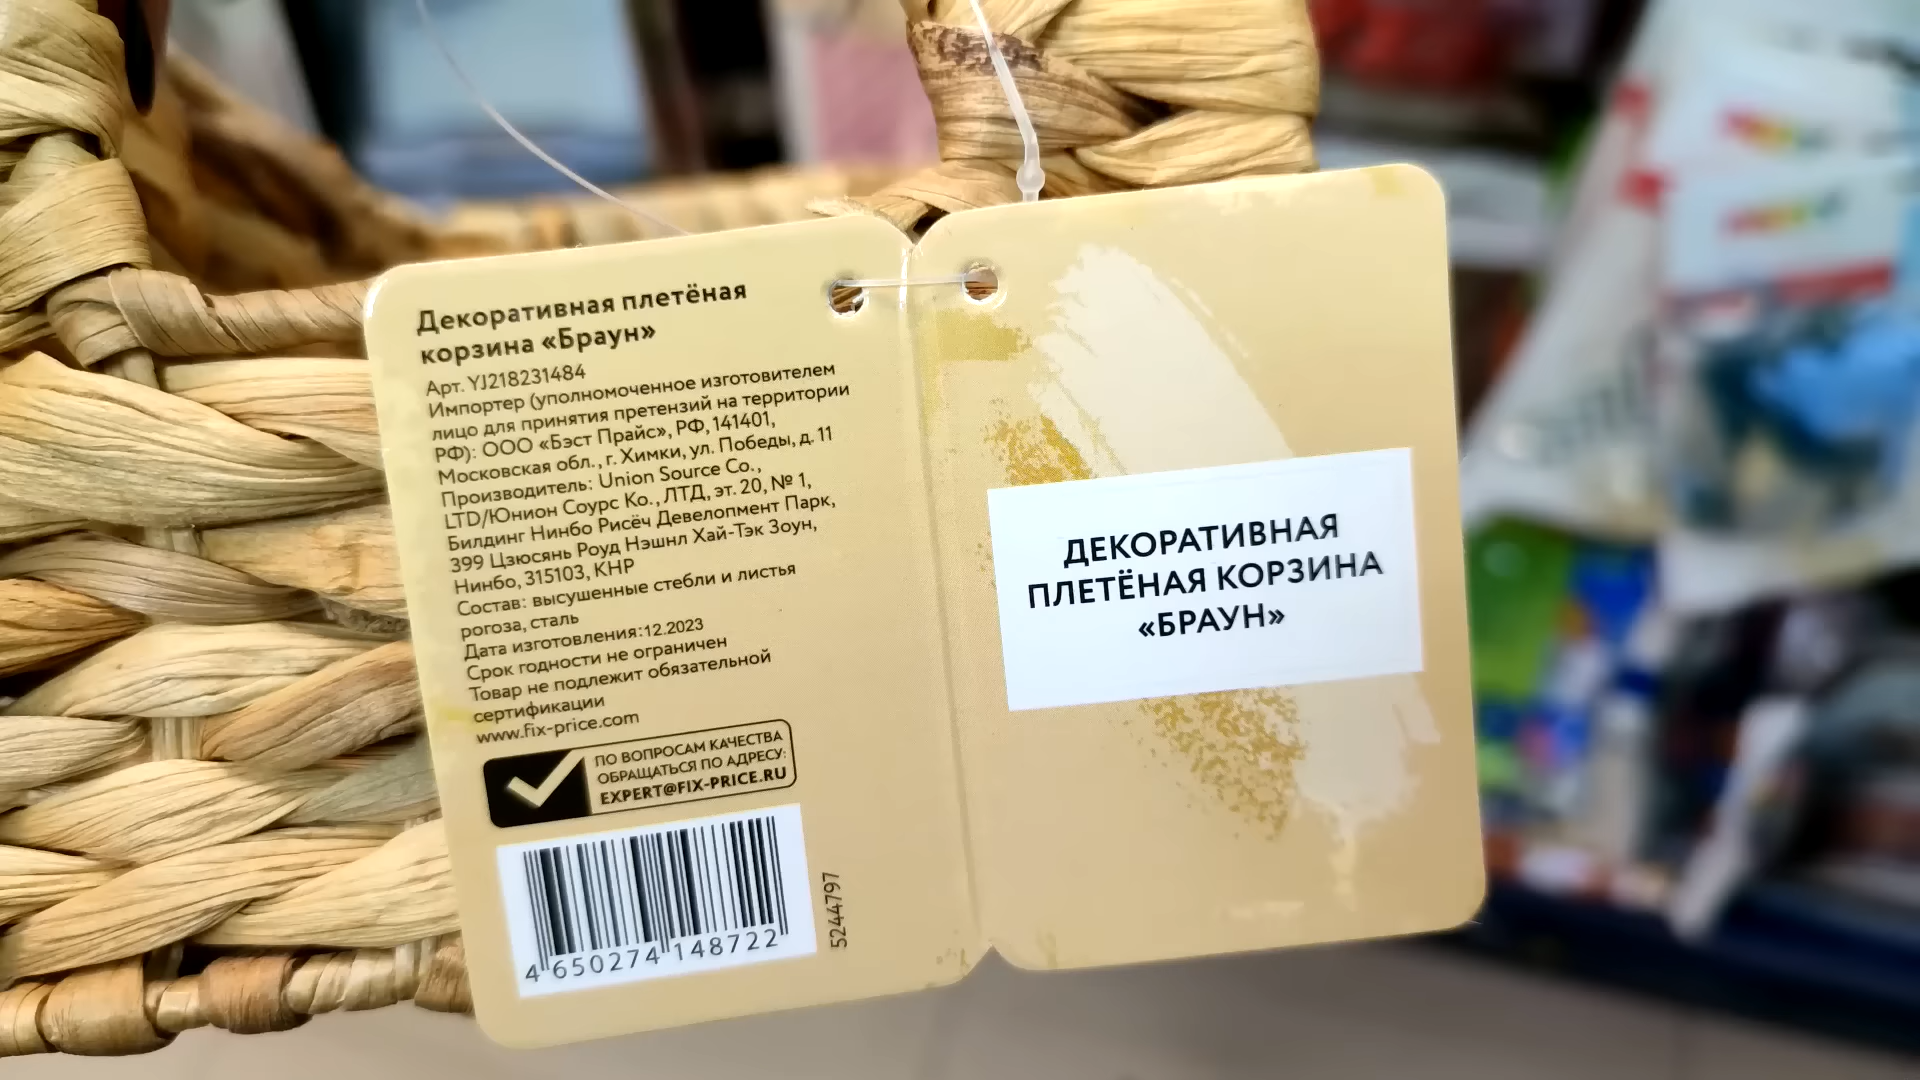 Декоративная плетёная
корзина «Браун»
Арт. YJ218231484
Импортер (уполномоченное изготовителем
лицо для принятия претензий на территории
РФ): ООО «Бэст Прайс», РФ, 141401,
Московская обл., г. Химки, ул. Победы, д. 11
Производитель: Union Source Co.,
LTD/Юнион Соурс Ко., ЛТД, эт. 20, № 1,
Билдинг Нинбо Рисёч Девелопмент Парк,
399 Цзюсянь Роуд Нэшнл Хай-Тэк Зоун,
Нинбо, 315103, КНР
Состав: высушенные стебли и листья
рогоза, сталь
Дата изготовления:12.2023
Срок годности не ограничен
Товар не подлежит обязательной
сертификации
www.fix-price.com
ПО ВОПРОСАМ КАЧЕСТВА
ОБРАЩАТЬСЯ ПО АДРЕСУ:
EXPERT@FIX-PRICE.RU
4 650274 148722
5244797
ДЕКОРАТИВНАЯ
ПЛЕТЁНАЯ КОРЗИНА
«БРАУН»